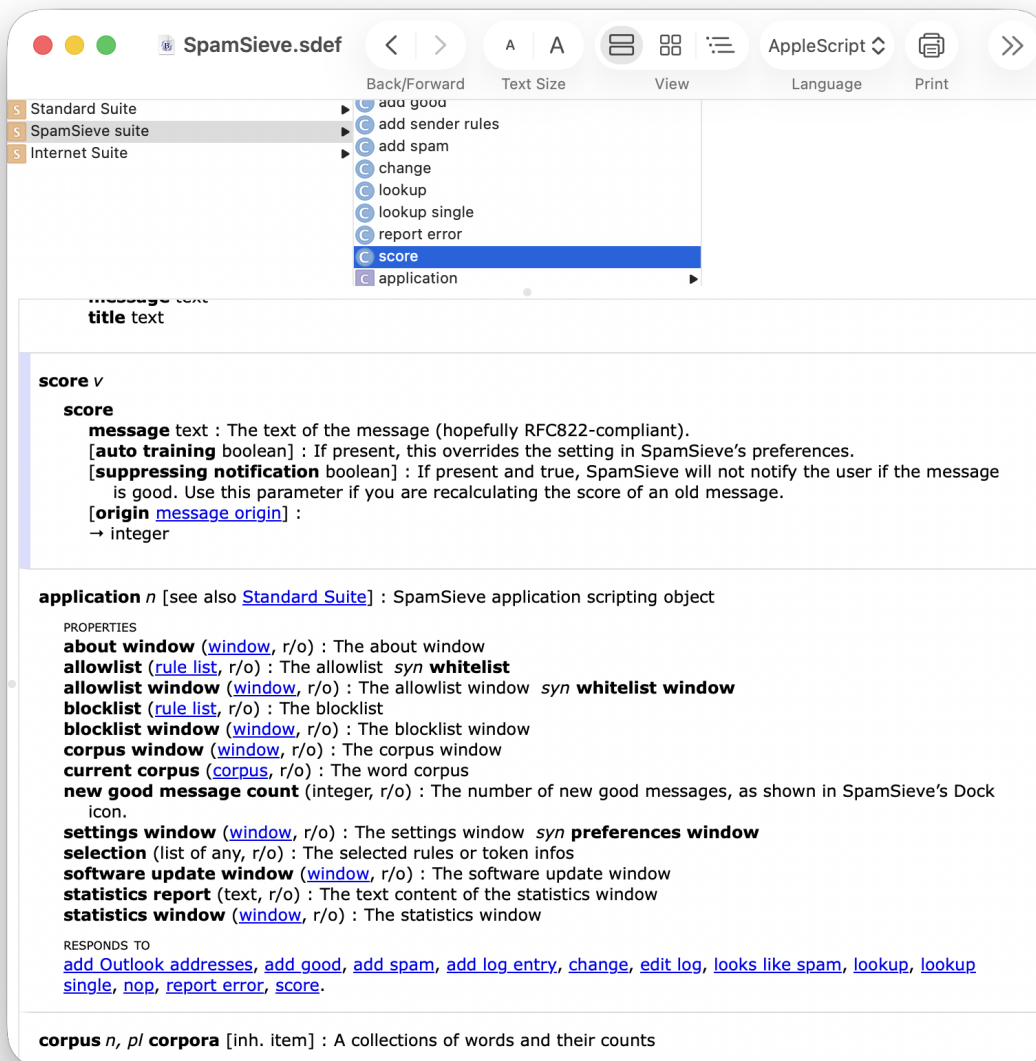 SpamSieve.sdef
A A
AppleScript
Back/Forward
Text Size
View
Language
Print
S Standard Suite
S SpamSieve suite
S Internet Suite
C add good
C add sender rules
C add spam
C change
C lookup
C lookup single
C report error
C score
C application
message text
title text
score v
score
message text : The text of the message (hopefully RFC822-compliant).
[auto training boolean] : If present, this overrides the setting in SpamSieve’s preferences.
[suppressing notification boolean] : If present and true, SpamSieve will not notify the user if the message
is good. Use this parameter if you are recalculating the score of an old message.
[origin message origin] :
→ integer
application n [see also Standard Suite] : SpamSieve application scripting object
PROPERTIES
about window (window, r/o) : The about window
allowlist (rule list, r/o) : The allowlist syn whitelist
allowlist window (window, r/o) : The allowlist window syn whitelist window
blocklist (rule list, r/o) : The blocklist
blocklist window (window, r/o) : The blocklist window
corpus window (window, r/o) : The corpus window
current corpus (corpus, r/o) : The word corpus
new good message count (integer, r/o) : The number of new good messages, as shown in SpamSieve’s Dock
icon.
settings window (window, r/o) : The settings window syn preferences window
selection (list of any, r/o) : The selected rules or token infos
software update window (window, r/o) : The software update window
statistics report (text, r/o) : The text content of the statistics window
statistics window (window, r/o) : The statistics window
RESPONDS TO
add Outlook addresses, add good, add spam, add log entry, change, edit log, looks like spam, lookup, lookup
single, nop, report error, score.
corpus n, pl corpora [inh. item] : A collections of words and their counts